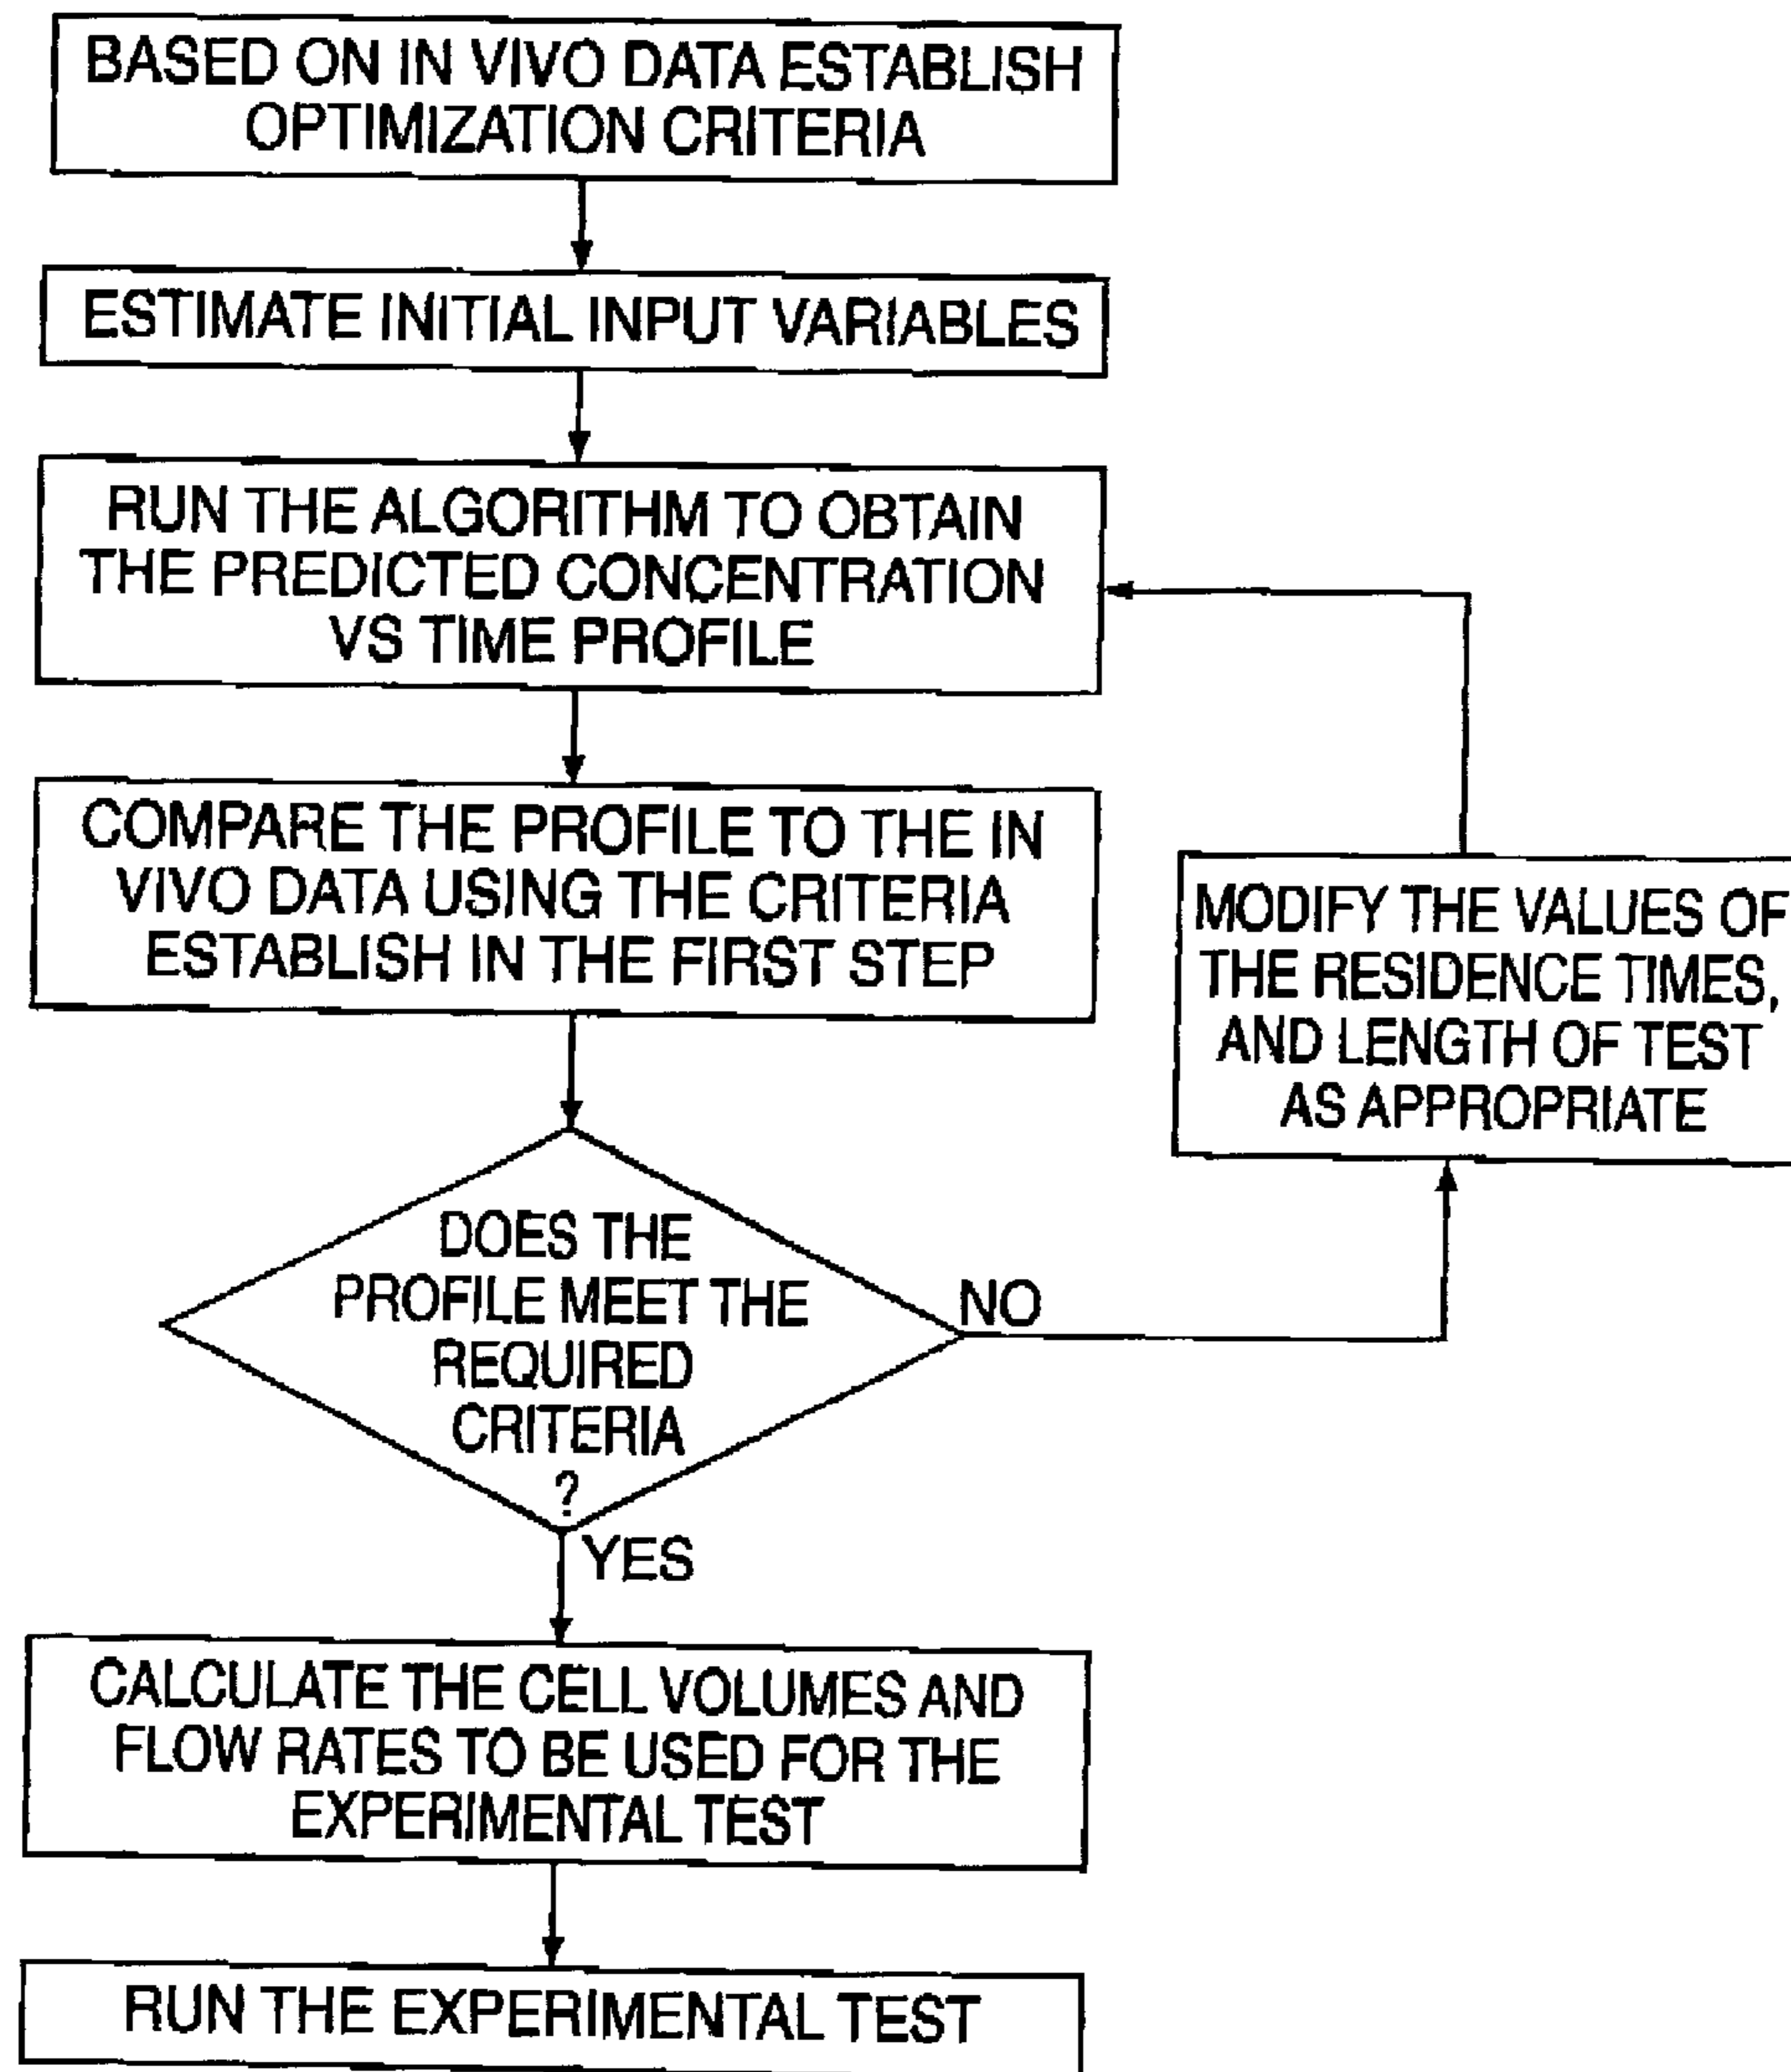 BASED ON IN VIVO DATA ESTABLISH
OPTIMIZATION CRITERIA
ESTIMATE INITIAL INPUT VARIABLES
RUN THE ALGORITHM TO OBTAIN
THE PREDICTED CONCENTRATION
VS TIME PROFILE
COMPARE THE PROFILE TO THE IN
VIVO DATA USING THE CRITERIA
ESTABLISH IN THE FIRST STEP
MODIFY THE VALUES OF
THE RESIDENCE TIMES,
AND LENGTH OF TEST
AS APPROPRIATE
DOES THE
PROFILE MEET THE
REQUIRED
CRITERIA
?
NO
YES
CALCULATE THE CELL VOLUMES AND
FLOW RATES TO BE USED FOR THE
EXPERIMENTAL TEST
RUN THE EXPERIMENTAL TEST